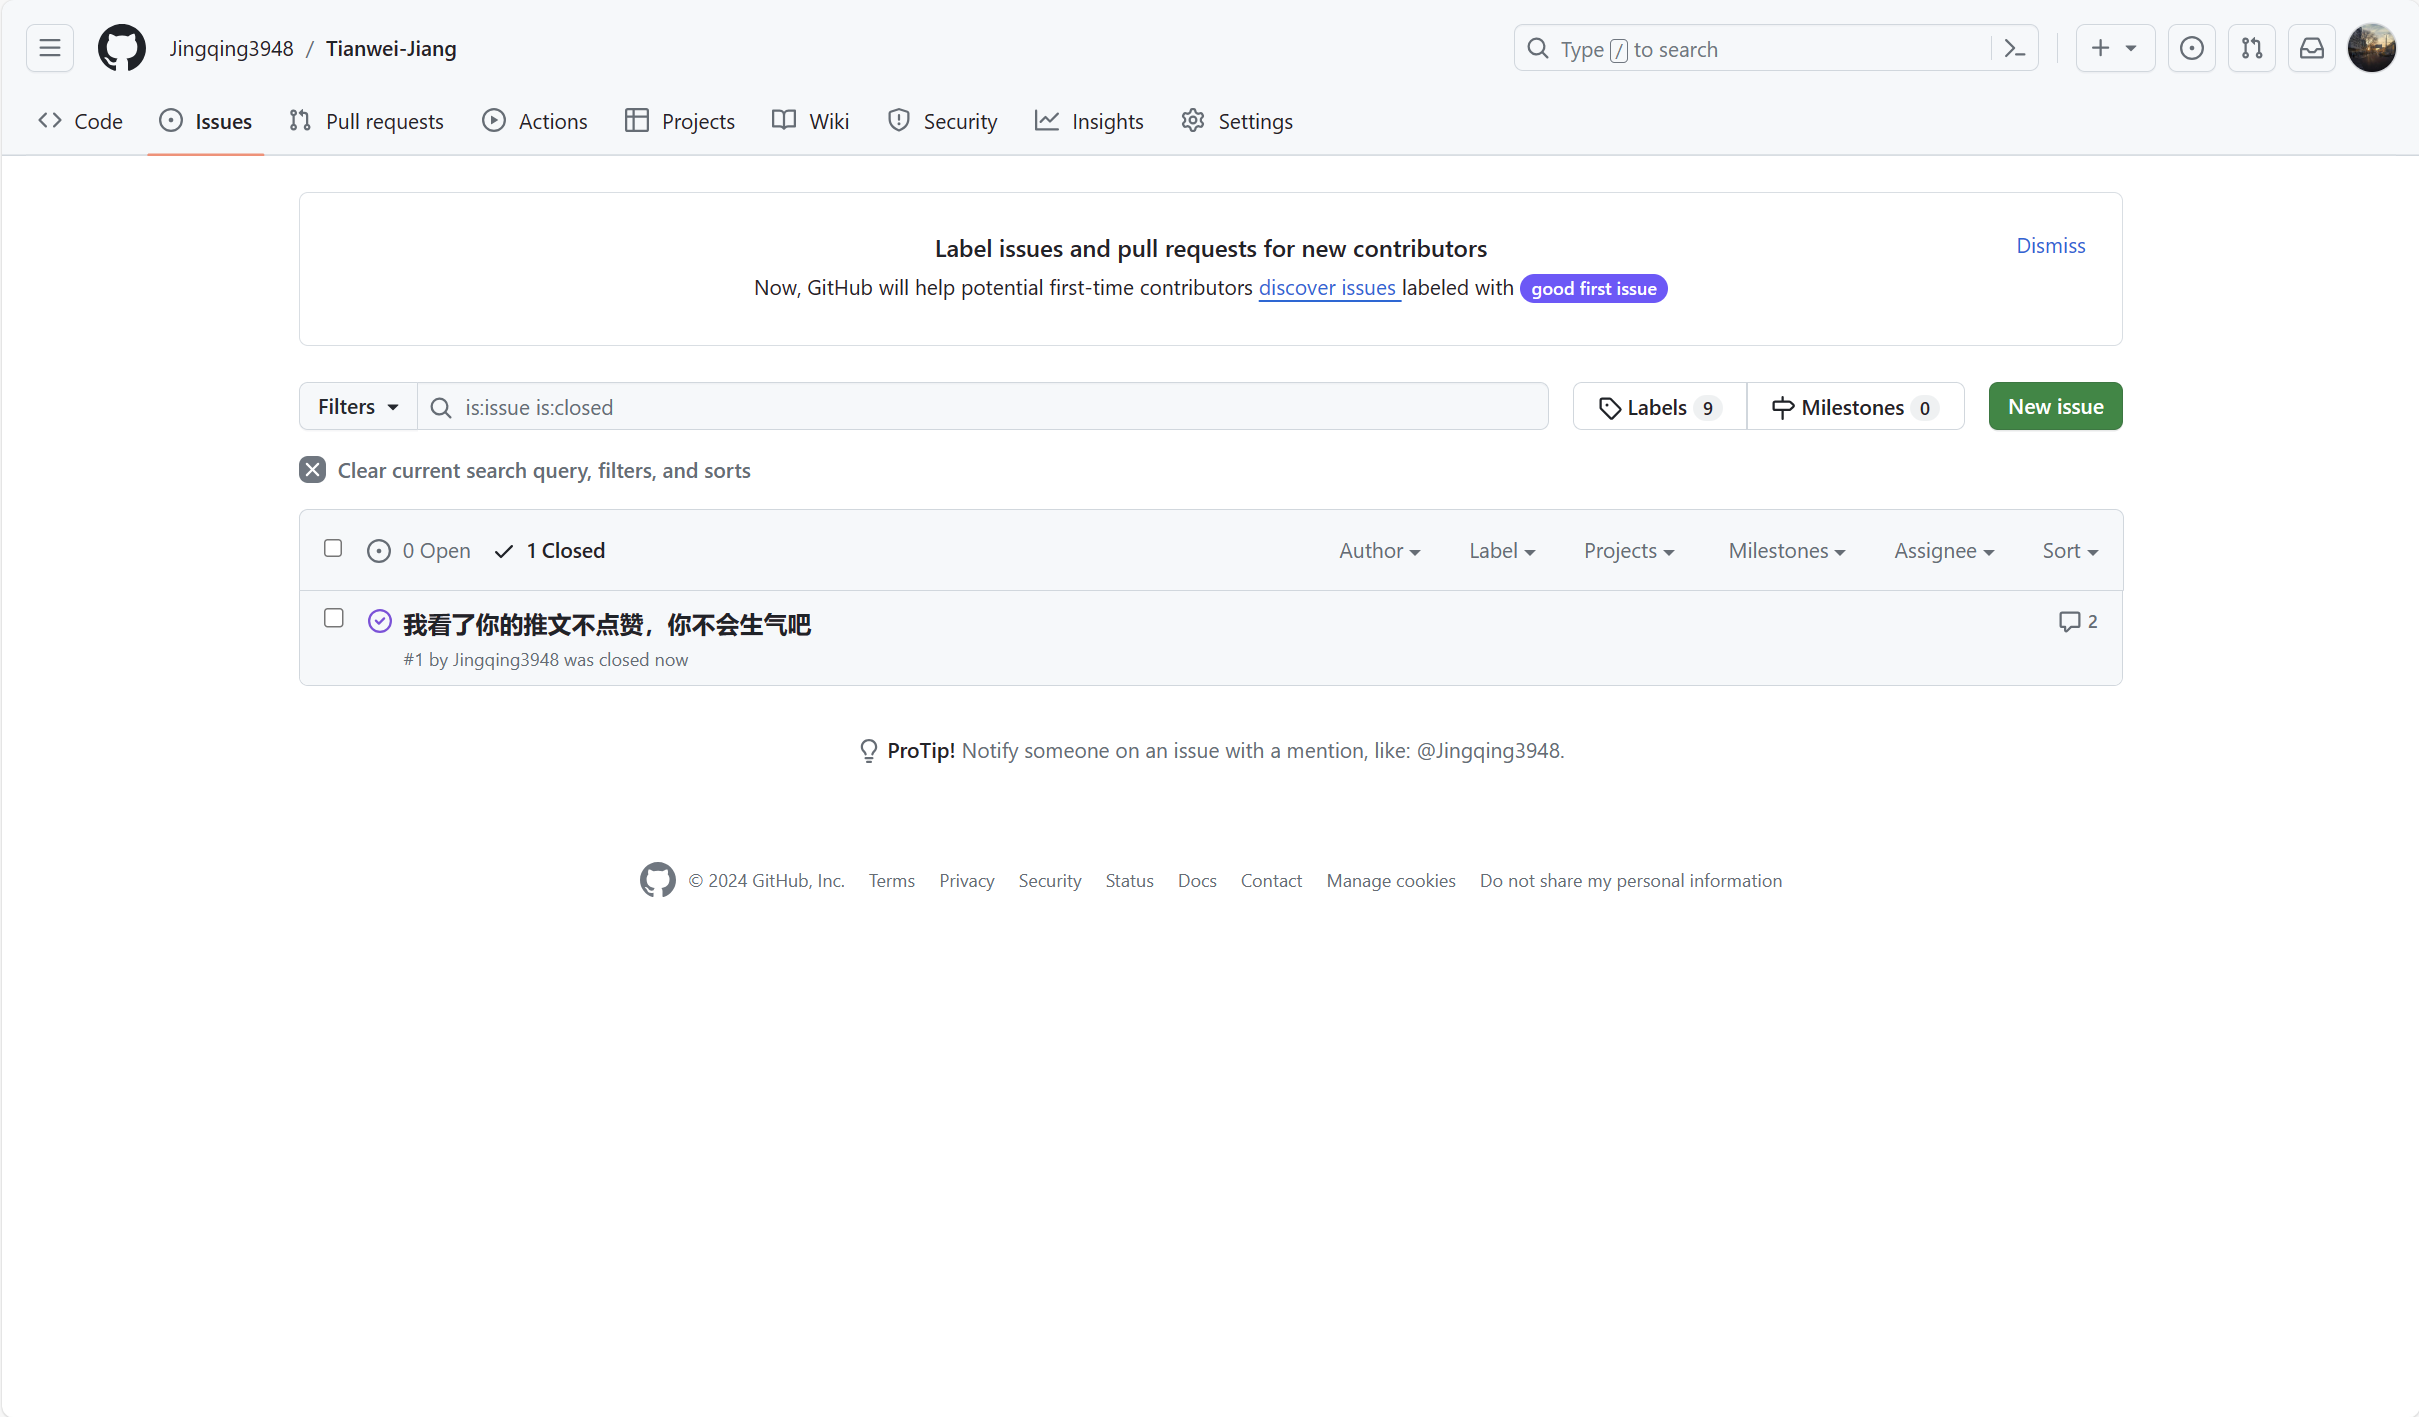 Jingqing3948 / Tianwei-Jiang
Type / to search
Code Issues Pull requests Actions Projects Wiki Security Insights Settings
Label issues and pull requests for new contributors
Dismiss
Now, GitHub will help potential first-time contributors discover issues labeled with good first issue
Filters is:issue is:closed Labels 9 Milestones 0 New issue
Clear current search query, filters, and sorts
0 Open 1 Closed Author Label Projects Milestones Assignee Sort
我看了你的推文不点赞，你不会生气吧 2
#1 by Jingqing3948 was closed now
ProTip! Notify someone on an issue with a mention, like: @Jingqing3948.
© 2024 GitHub, Inc. Terms Privacy Security Status Docs Contact Manage cookies Do not share my personal information